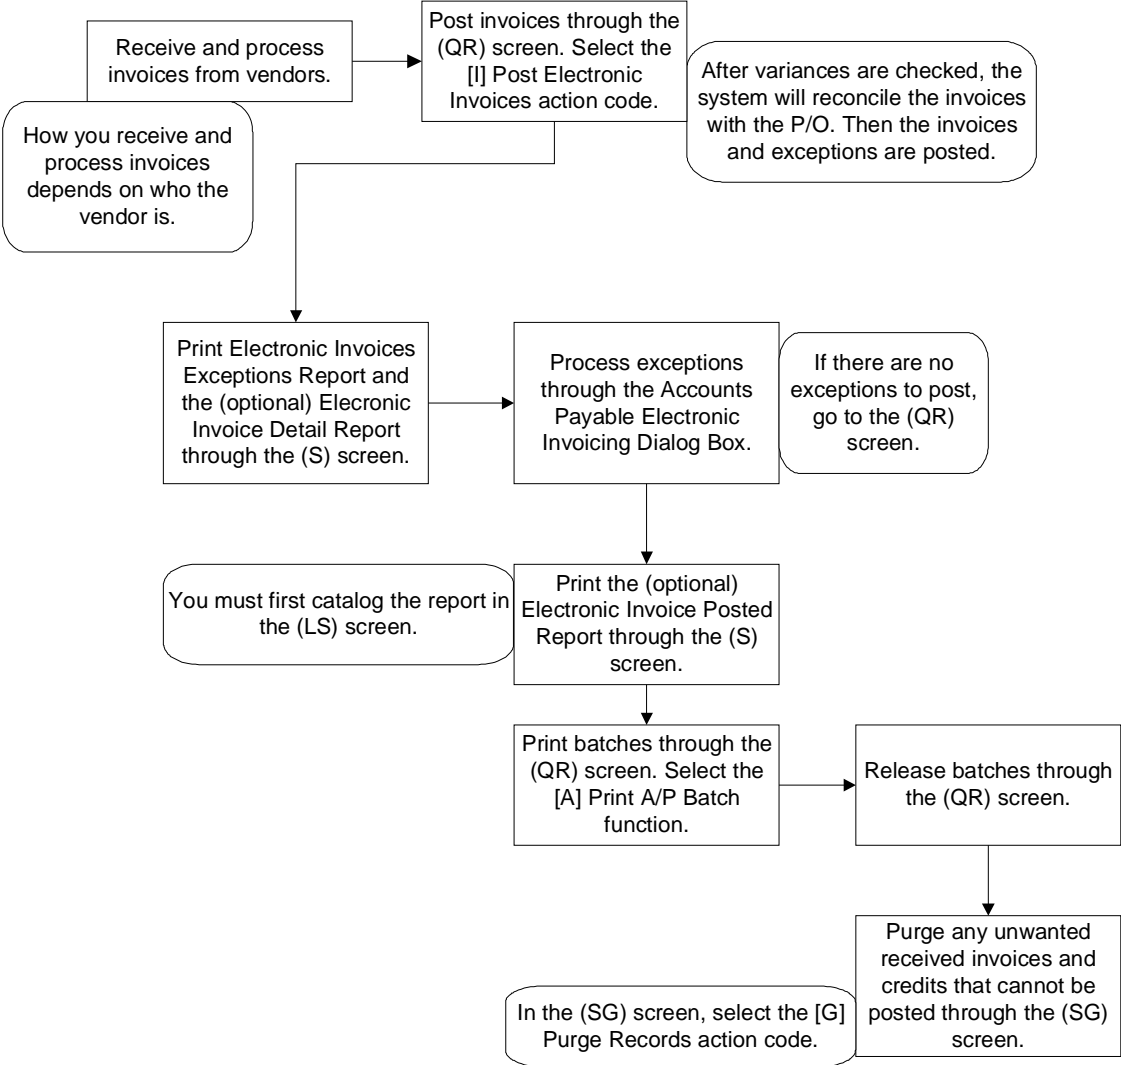 Receive and process
invoices from vendors.
How you receive and
process invoices
depends on who the
vendor is.
Post invoices through the
(QR) screen. Select the
[I] Post Electronic
Invoices action code.
After variances are checked, the
system will reconcile the invoices
with the P/O. Then the invoices
and exceptions are posted.
Print Electronic Invoices
Exceptions Report and
the (optional) Elecronic
Invoice Detail Report
through the (S) screen.
Process exceptions
through the Accounts
Payable Electronic
Invoicing Dialog Box.
If there are no
exceptions to post,
go to the (QR)
screen.
You must first catalog the report in
the (LS) screen.
Print the (optional)
Electronic Invoice Posted
Report through the (S)
screen.
Print batches through the
(QR) screen. Select the
[A] Print A/P Batch
function.
Release batches through
the (QR) screen.
Purge any unwanted
received invoices and
credits that cannot be
posted through the (SG)
screen.
In the (SG) screen, select the [G]
Purge Records action code.